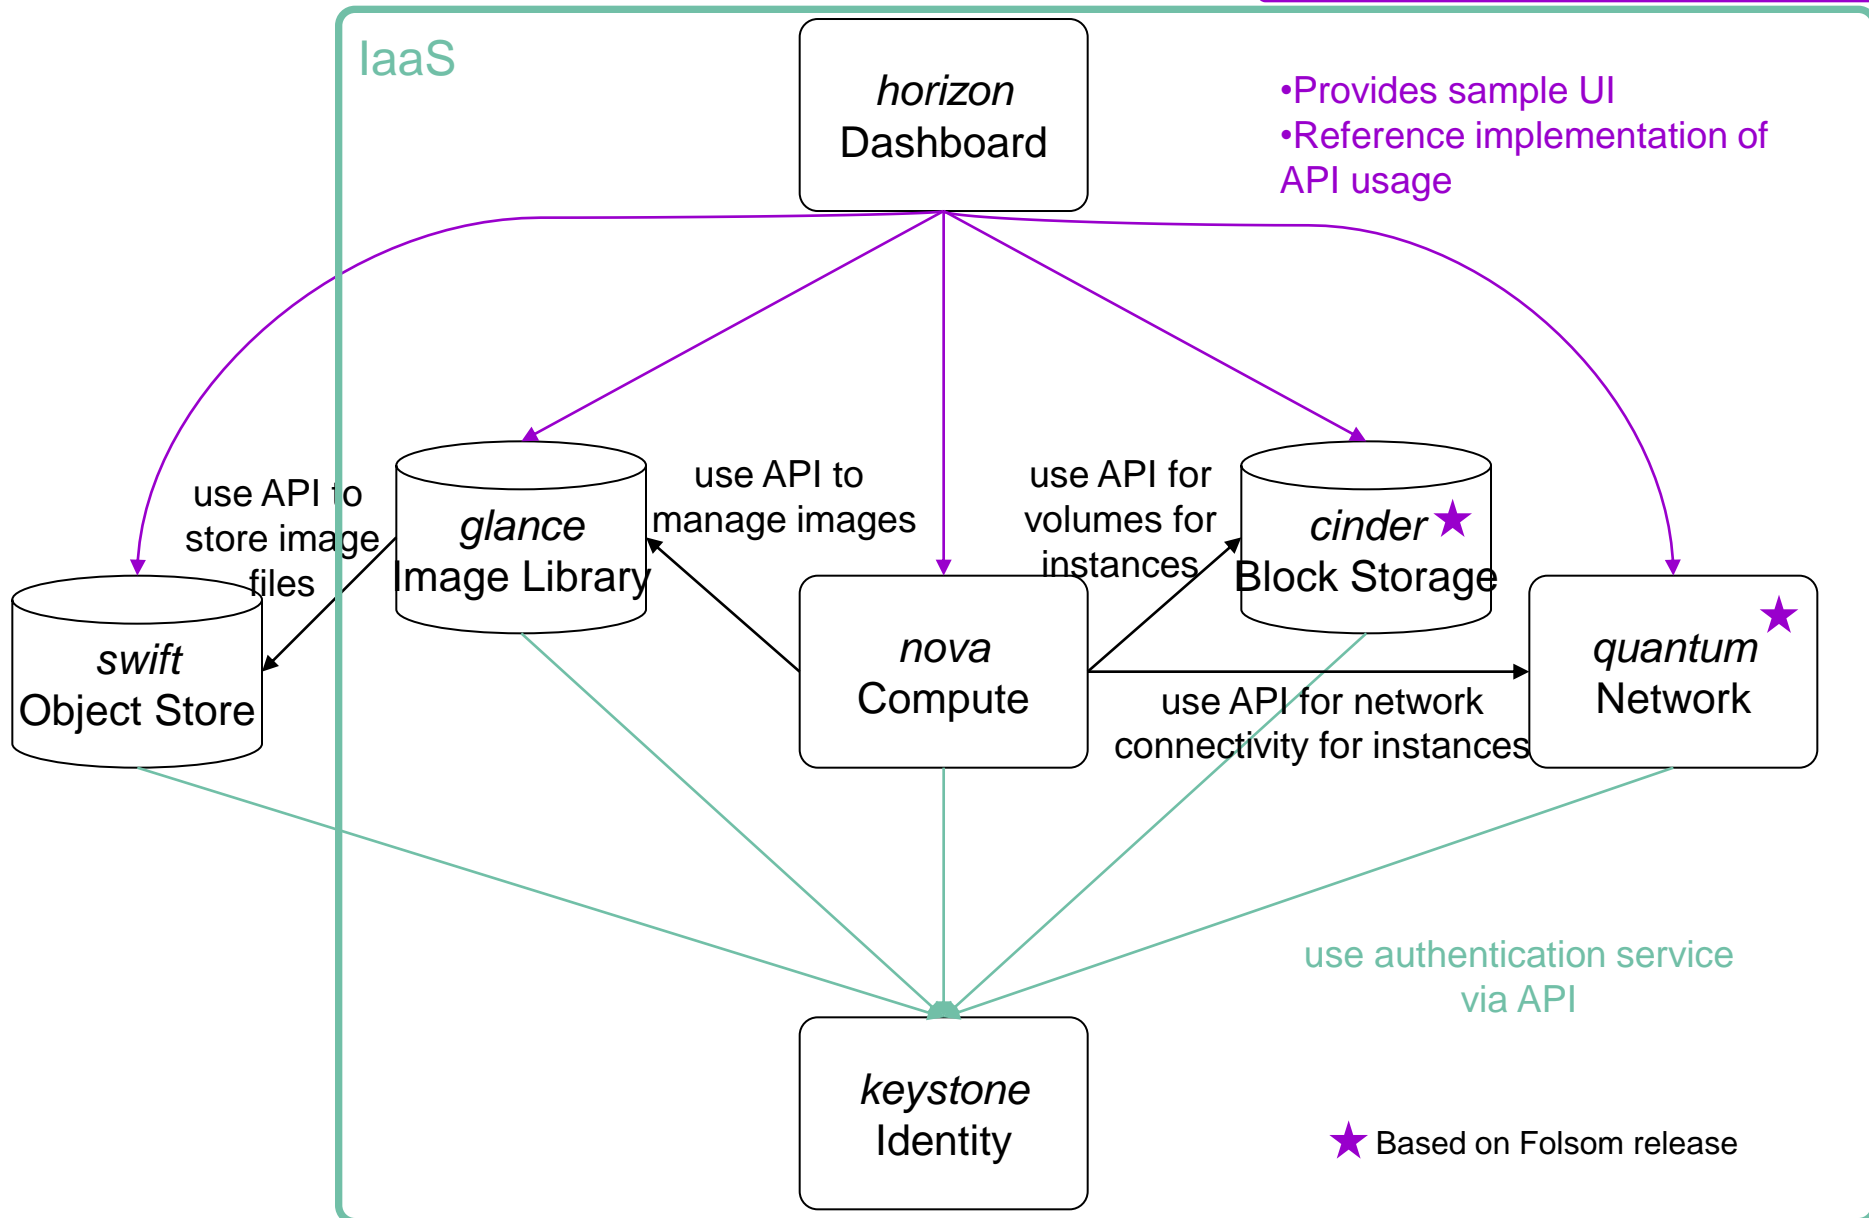 IaaS
horizon
Dashboard
•Provides sample UI
•Reference implementation of
API usage
use API to
store image
files
glance
Image Library
use API to
manage images
use API for
volumes for
instances
cinder
Block Storage
swift
Object Store
nova
Compute
use API for network
connectivity for instances
quantum
Network
use authentication service
via API
keystone
Identity
Based on Folsom release